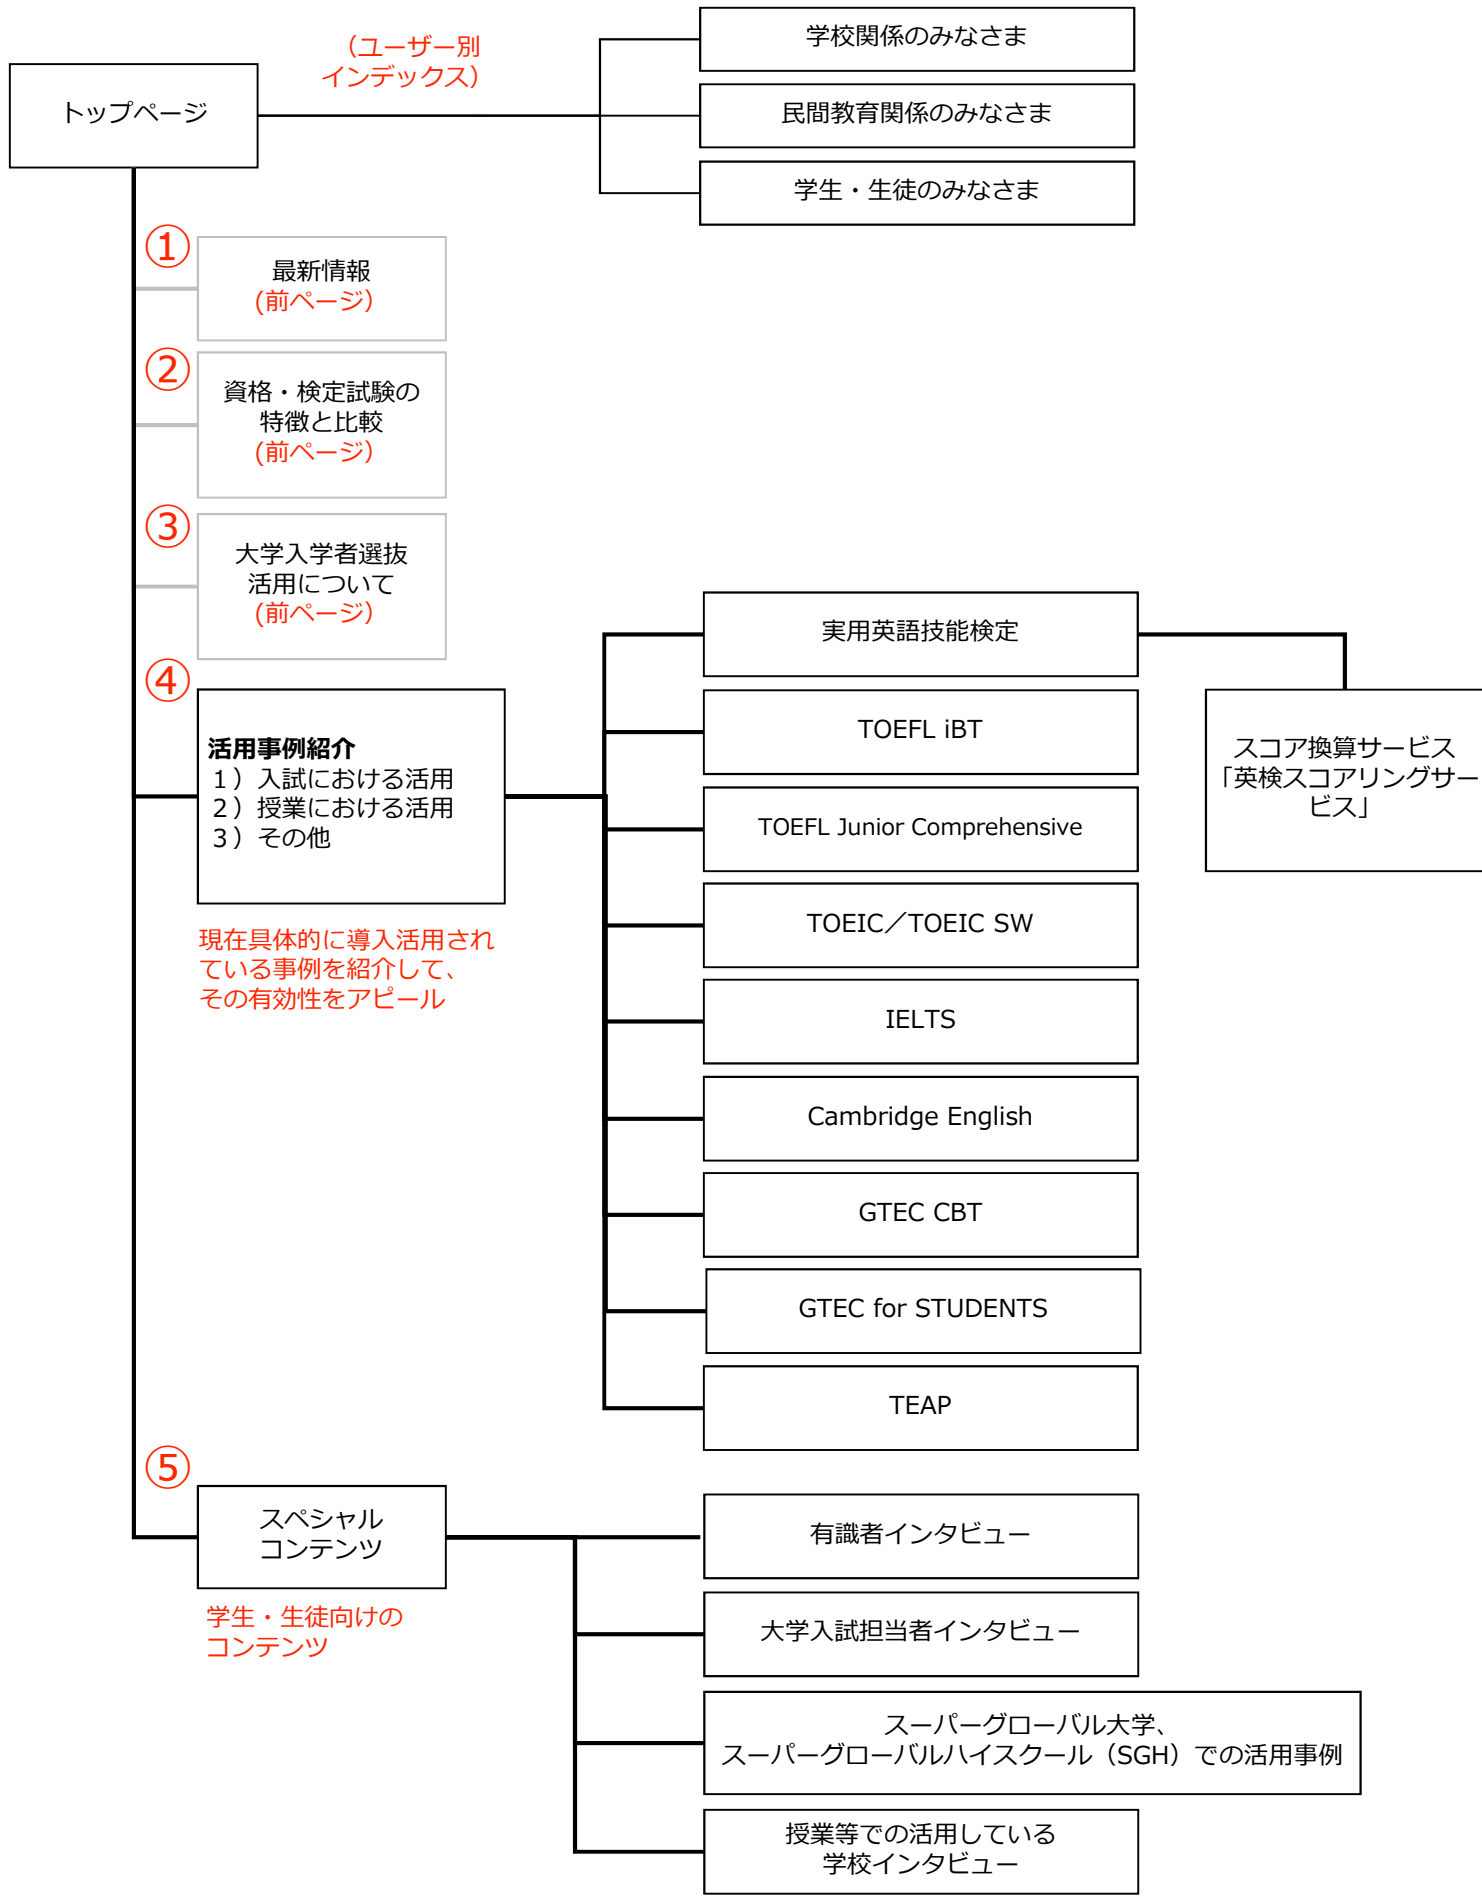 （ユーザー別
インデックス）
学校関係のみなさま
トップページ
民間教育関係のみなさま
学生・生徒のみなさま
①
最新情報
(前ページ）
②
資格・検定試験の
特徴と比較
(前ページ）
③
大学入学者選抜
活用について
(前ページ）
④
活用事例紹介
１）入試における活用
２）授業における活用
３）その他
現在具体的に導入活用され
ている事例を紹介して、
その有効性をアピール
実用英語技能検定
スコア換算サービス
「英検スコアリングサー
ビス」
TOEFL iBT
TOEFL Junior Comprehensive
TOEIC／TOEIC SW
IELTS
Cambridge English
GTEC CBT
GTEC for STUDENTS
TEAP
⑤
スペシャル
コンテンツ
学生・生徒向けの
コンテンツ
有識者インタビュー
大学入試担当者インタビュー
スーパーグローバル大学、
スーパーグローバルハイスクール（SGH）での活用事例
授業等での活用している
学校インタビュー